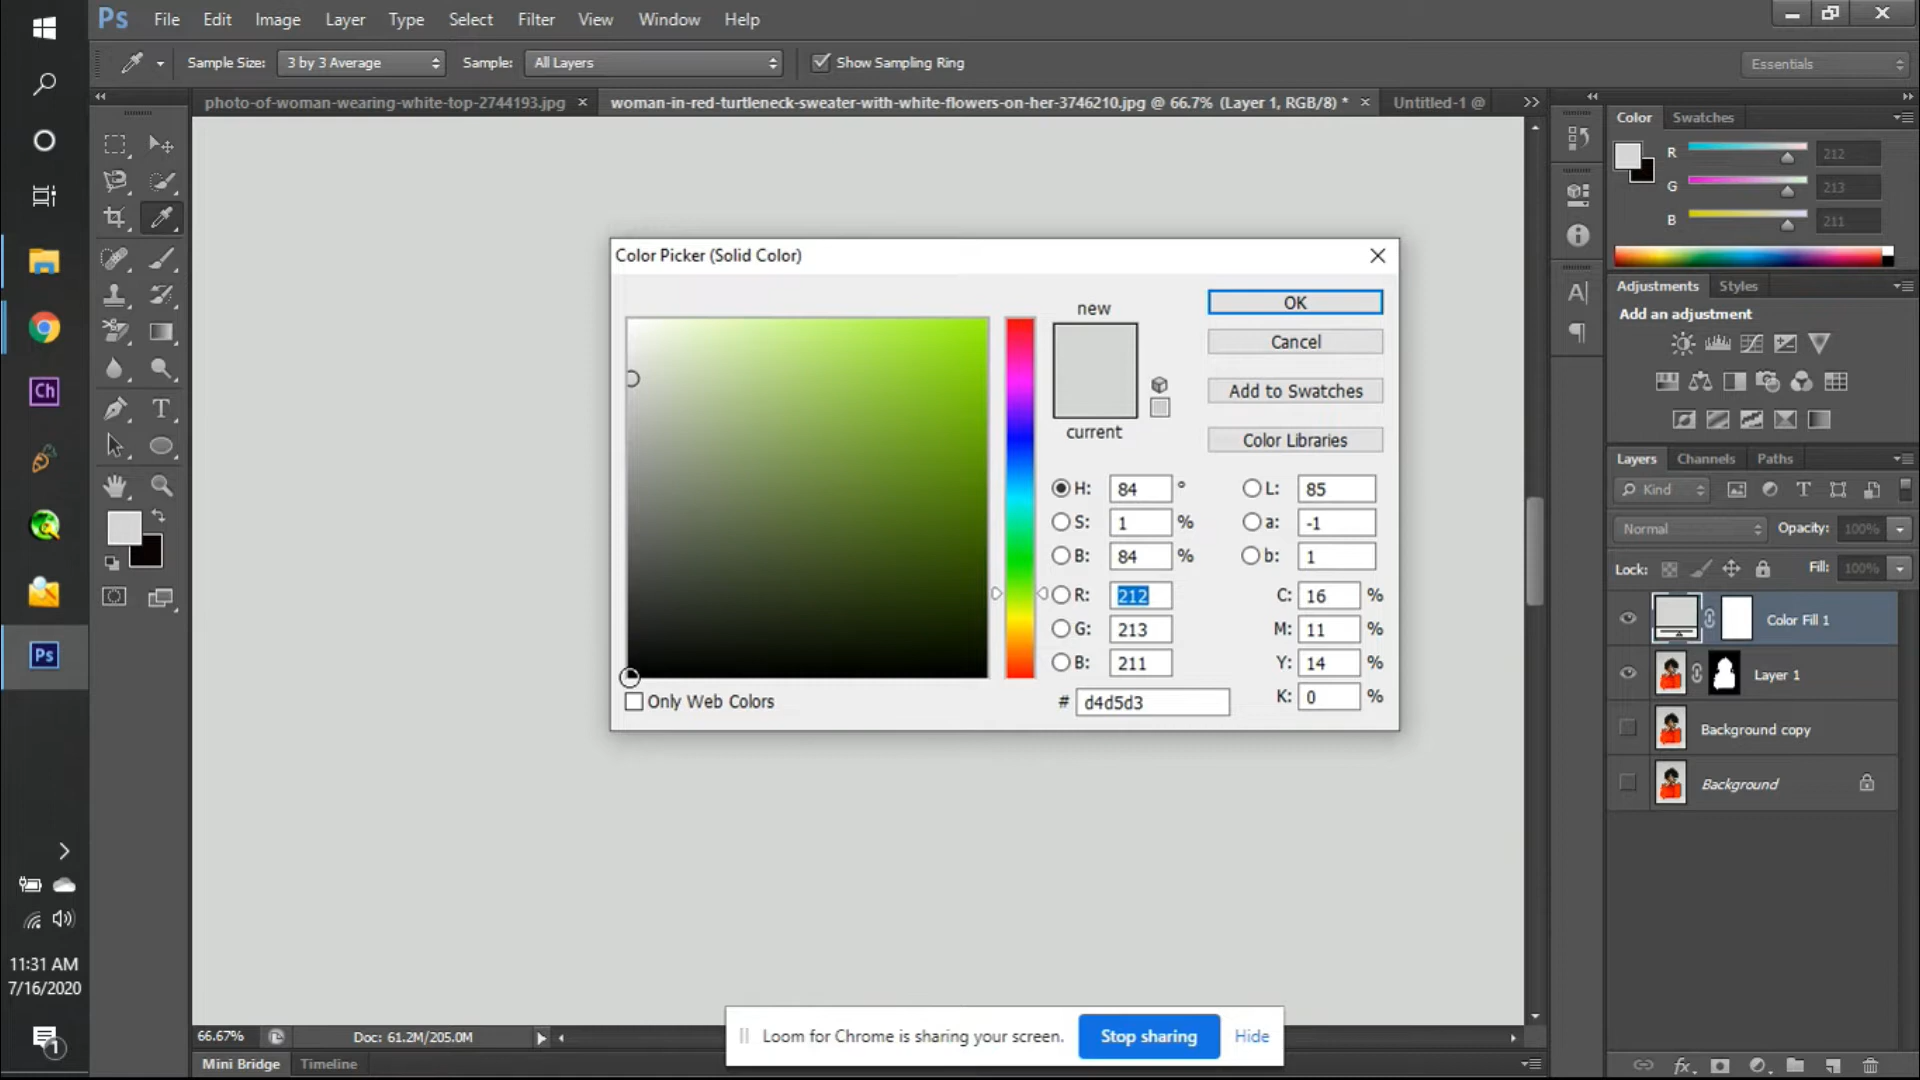 Ps File Edit Image Layer Type Select Filter View Window Help
Sample Size: 3 by 3 Average Sample: All Layers Show Sampling Ring Essentials
photo-of-woman-wearing-white-top-2744193.jpg woman-in-red-turtleneck-sweater-with-white-flowers-on-her-3746210.jpg @ 66.7% (Layer 1, RGB/8) * Untitled-1 @
Color Swatches
R 212
G 213
B 211
Color Picker (Solid Color)
new
current
OK
Cancel
Add to Swatches
Color Libraries
H: 84 °
S: 1 %
B: 84 %
R: 212
G: 213
B: 211
# d4d5d3
L: 85
a: -1
b: 1
C: 16 %
M: 11 %
Y: 14 %
K: 0 %
Only Web Colors
Adjustments Styles
Add an adjustment
Layers Channels Paths
Kind
Normal Opacity: 100%
Lock: Fill: 100%
Color Fill 1
Layer 1
Background copy
Background
Ch
Ps
11:31 AM
7/16/2020
1
66.67% Doc: 61.2M/205.0M
Loom for Chrome is sharing your screen. Stop sharing Hide
Mini Bridge Timeline